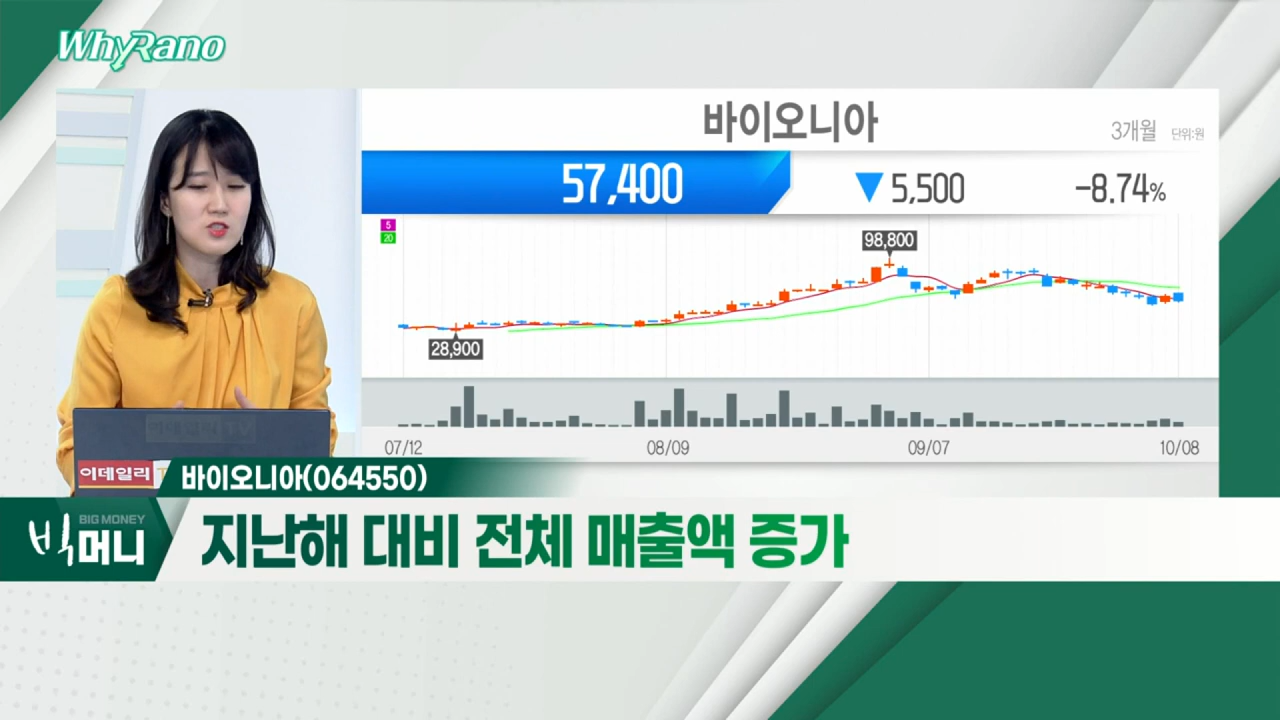 WhyRano
바이오니아
3개월 단위:원
57,400 ▼5,500 -8.74%
5
20
98,800
28,900
07/12 08/09 09/07 10/08
이데일리
바이오니아(064550)
BIG MONEY
빅머니
지난해 대비 전체 매출액 증가